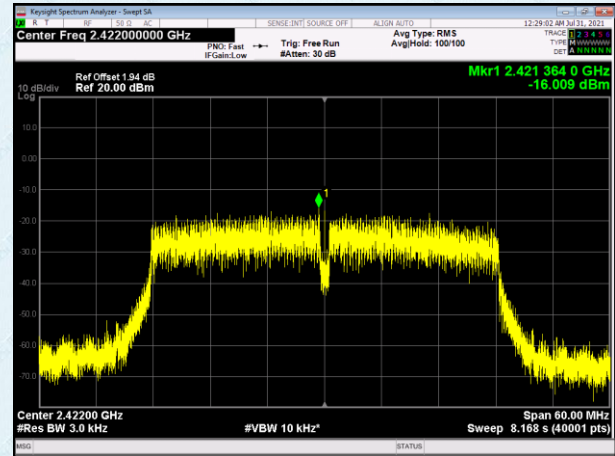 Keysight Spectrum Analyzer - Swept SA
LXI R T RF 50 Ω AC SENSE:INT SOURCE OFF ALIGN AUTO 12:29:02 AM Jul 31, 2021
Center Freq 2.422000000 GHz
PNO: Fast
IFGain:Low
Trig: Free Run
#Atten: 30 dB
Avg Type: RMS
Avg|Hold: 100/100
TRACE 1 2 3 4 5 6
TYPE M WWWWW
DET A N N N N N
Ref Offset 1.94 dB
10 dB/div Ref 20.00 dBm
Log
Mkr1 2.421 364 0 GHz
-16.009 dBm
10.0
0.00
-10.0
1
-20.0
-30.0
-40.0
-50.0
-60.0
-70.0
Center 2.42200 GHz Span 60.00 MHz
#Res BW 3.0 kHz #VBW 10 kHz* Sweep 8.168 s (40001 pts)
MSG STATUS